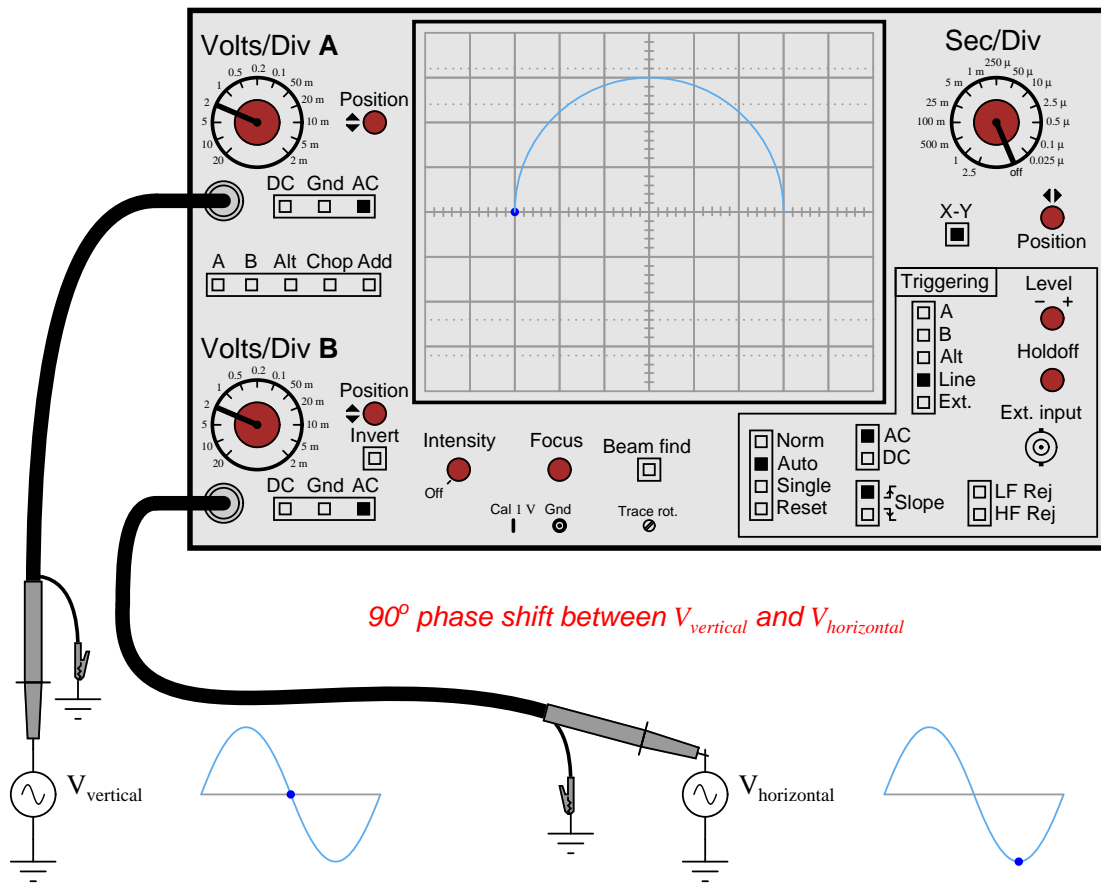 Volts/Div A
20 10 5 2 1 0.5 0.2 0.1 50 m 20 m 10 m 5 m 2 m
Position
DC Gnd AC
A B Alt Chop Add
Volts/Div B
20 10 5 2 1 0.5 0.2 0.1 50 m 20 m 10 m 5 m 2 m
Position
Invert
DC Gnd AC
Intensity
Off
Focus
Beam find
Cal 1 V Gnd Trace rot.
Sec/Div
2.5 1 500 m 100 m 25 m 5 m 1 m 250 µ 50 µ 10 µ 2.5 µ 0.5 µ 0.1 µ 0.025 µ off
X-Y
Position
Triggering
A
B
Alt
Line
Ext.
Level
− +
Holdoff
Ext. input
Norm
Auto
Single
Reset
AC
DC
Slope
LF Rej
HF Rej
90o phase shift between Vvertical and Vhorizontal
Vvertical
Vhorizontal